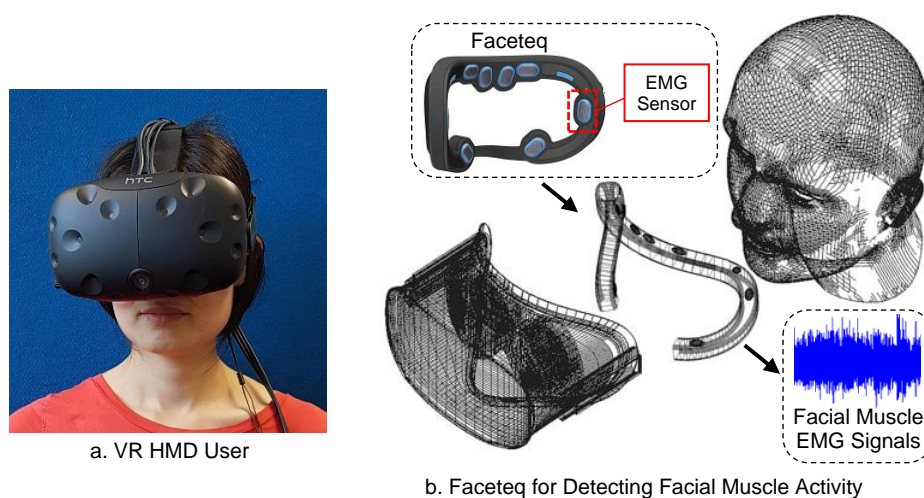 hTC
a. VR HMD User
Faceteq
EMG
Sensor
Facial Muscle
EMG Signals
b. Faceteq for Detecting Facial Muscle Activity